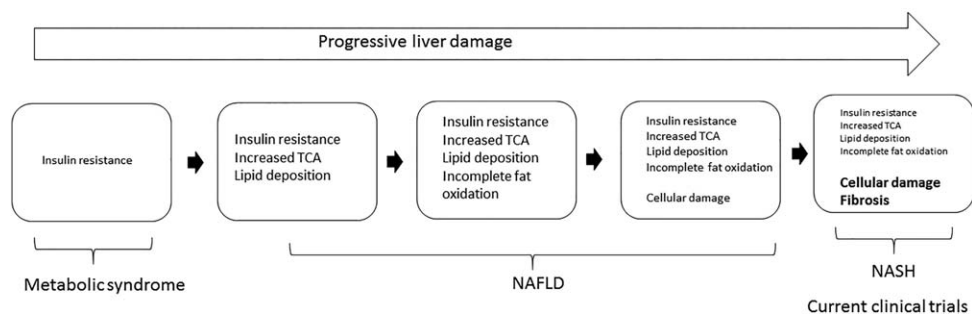 Progressive liver damage
Insulin resistance
Insulin resistance
Increased TCA
Lipid deposition
Insulin resistance
Increased TCA
Lipid deposition
Incomplete fat
oxidation
Insulin resistance
Increased TCA
Lipid deposition
Incomplete fat oxidation
Cellular damage
Insulin resistance
Increased TCA
Lipid deposition
Incomplete fat oxidation
Cellular damage
Fibrosis
Metabolic syndrome
NAFLD
NASH
Current clinical trials